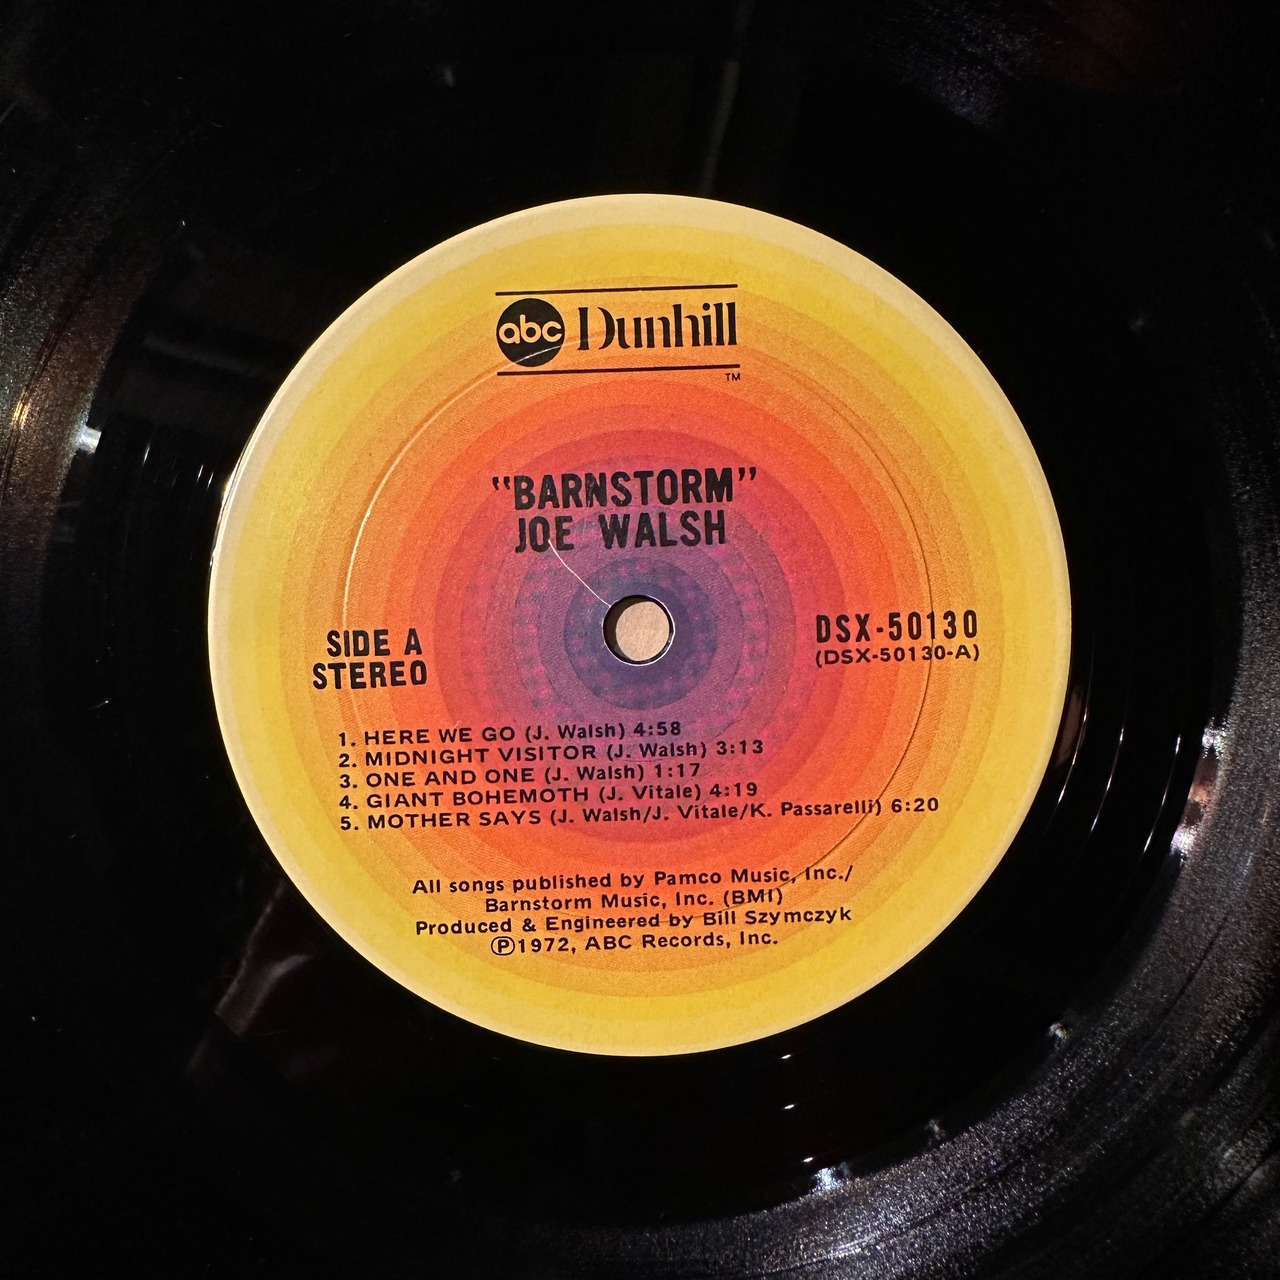 abc Dunhill
TM
"BARNSTORM"
JOE WALSH
SIDE A
STEREO
DSX-50130
(DSX-50130-A)
1. HERE WE GO (J. Walsh) 4:58
2. MIDNIGHT VISITOR (J. Walsh) 3:13
3. ONE AND ONE (J. Walsh) 1:17
4. GIANT BOHEMOTH (J. Vitale) 4:19
5. MOTHER SAYS (J. Walsh/J. Vitale/K. Passarelli) 6:20
All songs published by Pamco Music, Inc./
Barnstorm Music, Inc. (BMI)
Produced & Engineered by Bill Szymczyk
Ⓟ1972, ABC Records, Inc.